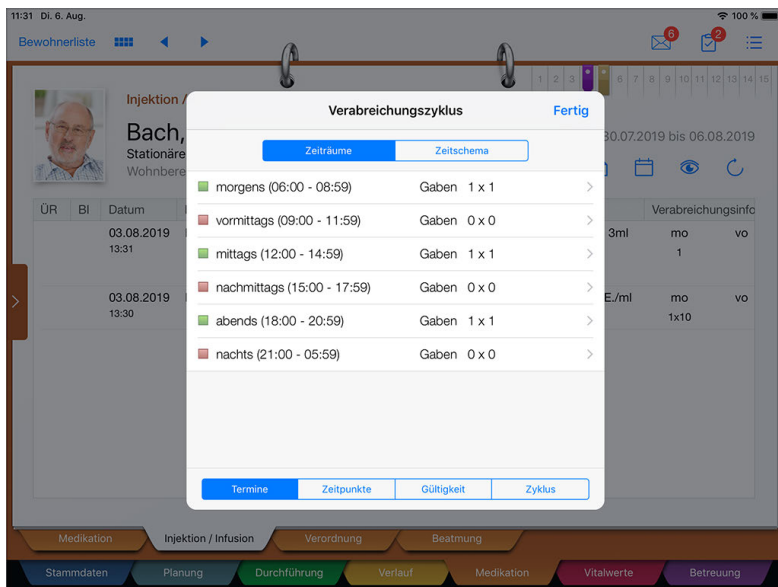 11:31 Di. 6. Aug. 100 %
Bewohnerliste 6 2
1 2 3 6 7 8 9 10 11 12 13 14 15
Injektion /
Verabreichungszyklus Fertig
Bach, 30.07.2019 bis 06.08.2019
Zeiträume Zeitschema
Stationäre
Wohnbere
morgens (06:00 - 08:59) Gaben 1 x 1
ÜR BI Datum Verabreichungsinfo
vormittags (09:00 - 11:59) Gaben 0 x 0
03.08.2019 3ml mo vo
13:31 1
mittags (12:00 - 14:59) Gaben 1 x 1
nachmittags (15:00 - 17:59) Gaben 0 x 0
03.08.2019 E./ml mo vo
13:30 1x10
abends (18:00 - 20:59) Gaben 1 x 1
nachts (21:00 - 05:59) Gaben 0 x 0
Termine Zeitpunkte Gültigkeit Zyklus
Medikation Injektion / Infusion Verordnung Beatmung
Stammdaten Planung Durchführung Verlauf Medikation Vitalwerte Betreuung